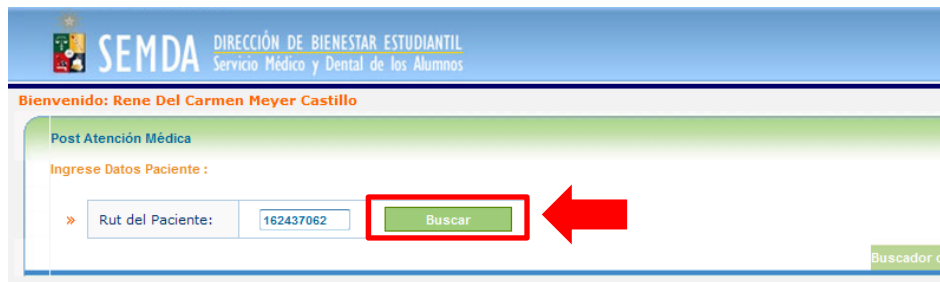 SEMDA
DIRECCIÓN DE BIENESTAR ESTUDIANTIL
Servicio Médico y Dental de los Alumnos
Bienvenido: Rene Del Carmen Meyer Castillo
Post Atención Médica
Ingrese Datos Paciente :
» Rut del Paciente: 162437062 Buscar
Buscador